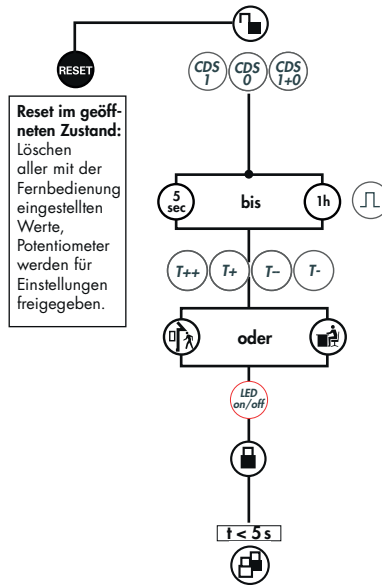 RESET
CDS
1
CDS
0
CDS
1+0
Reset im geöff-
neten Zustand:
Löschen
aller mit der
Fernbedienung
eingestellten
Werte,
Potentiometer
werden für
Einstellungen
freigegeben.
5
sec
bis
1h
T++
T+
T–
T-
oder
LED
on/off
t < 5 s